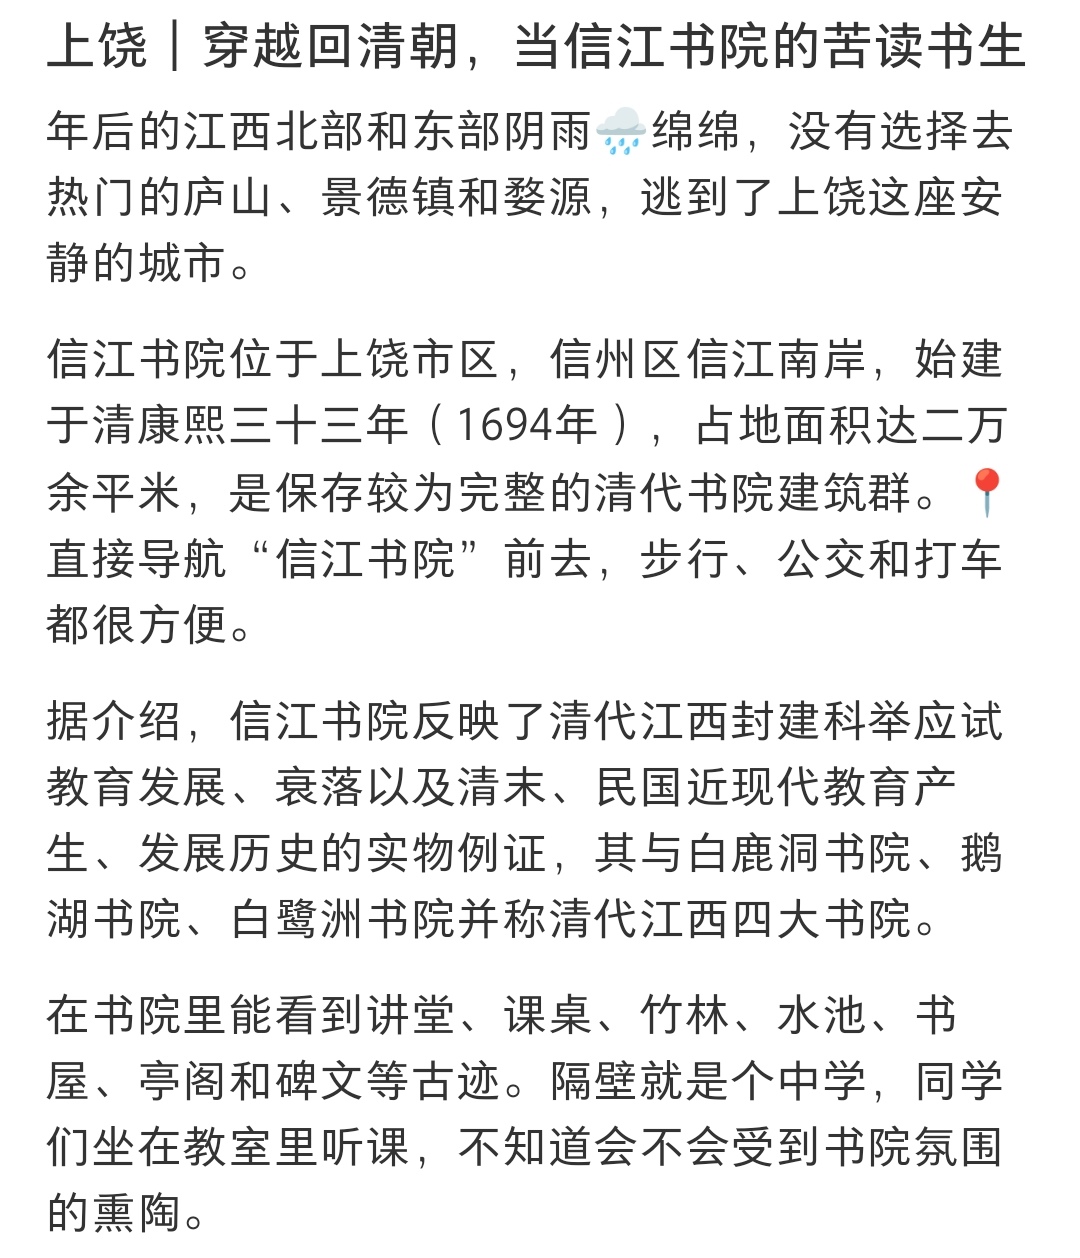 上饶｜穿越回清朝，当信江书院的苦读书生
年后的江西北部和东部阴雨🌧️绵绵，没有选择去
热门的庐山、景德镇和婺源，逃到了上饶这座安
静的城市。
信江书院位于上饶市区，信州区信江南岸，始建
于清康熙三十三年（1694年），占地面积达二万
余平米，是保存较为完整的清代书院建筑群。📍
直接导航“信江书院”前去，步行、公交和打车
都很方便。
据介绍，信江书院反映了清代江西封建科举应试
教育发展、衰落以及清末、民国近现代教育产
生、发展历史的实物例证，其与白鹿洞书院、鹅
湖书院、白鹭洲书院并称清代江西四大书院。
在书院里能看到讲堂、课桌、竹林、水池、书
屋、亭阁和碑文等古迹。隔壁就是个中学，同学
们坐在教室里听课，不知道会不会受到书院氛围
的熏陶。